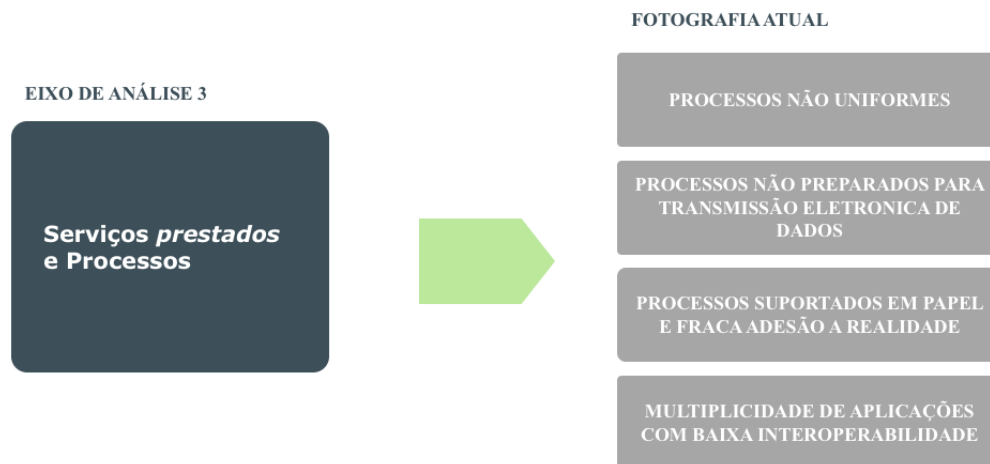 FOTOGRAFIA ATUAL
EIXO DE ANÁLISE 3
Serviços prestados
e Processos
PROCESSOS NÃO UNIFORMES
PROCESSOS NÃO PREPARADOS PARA
TRANSMISSÃO ELETRONICA DE
DADOS
PROCESSOS SUPORTADOS EM PAPEL
E FRACA ADESÃO A REALIDADE
MULTIPLICIDADE DE APLICAÇÕES
COM BAIXA INTEROPERABILIDADE